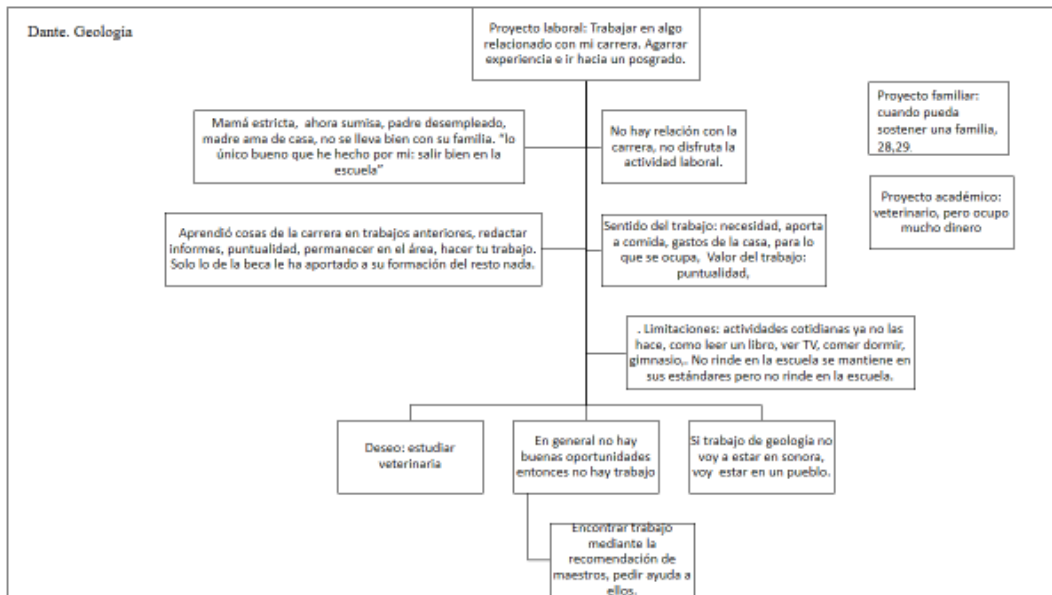 Dante. Geología
Proyecto laboral: Trabajar en algo
relacionado con mi carrera. Agarrar
experiencia e ir hacia un posgrado.
Proyecto familiar:
cuando pueda
sostener una familia,
28,29.
Mamá estricta, ahora sumisa, padre desempleado,
madre ama de casa, no se lleva bien con su familia. "lo
único bueno que he hecho por mi: salir bien en la
escuela"
No hay relación con la
carrera, no disfruta la
actividad laboral.
Proyecto académico:
veterinario, pero ocupo
mucho dinero
Aprendió cosas de la carrera en trabajos anteriores, redactar
informes, puntualidad, permanecer en el área, hacer tu trabajo.
Solo lo de la beca le ha aportado a su formación del resto nada.
Sentido del trabajo: necesidad, aporta
a comida, gastos de la casa, para lo
que se ocupa, Valor del trabajo:
puntualidad,
. Limitaciones: actividades cotidianas ya no las
hace, como leer un libro, ver TV, comer dormir,
gimnasio,. No rinde en la escuela se mantiene en
sus estándares pero no rinde en la escuela.
Deseo: estudiar
veterinaria
En general no hay
buenas oportunidades
entonces no hay trabajo
Si trabajo de geología no
voy a estar en sonora,
voy estar en un pueblo.
Encontrar trabajo
mediante la
recomendación de
maestros, pedir ayuda a
ellos.